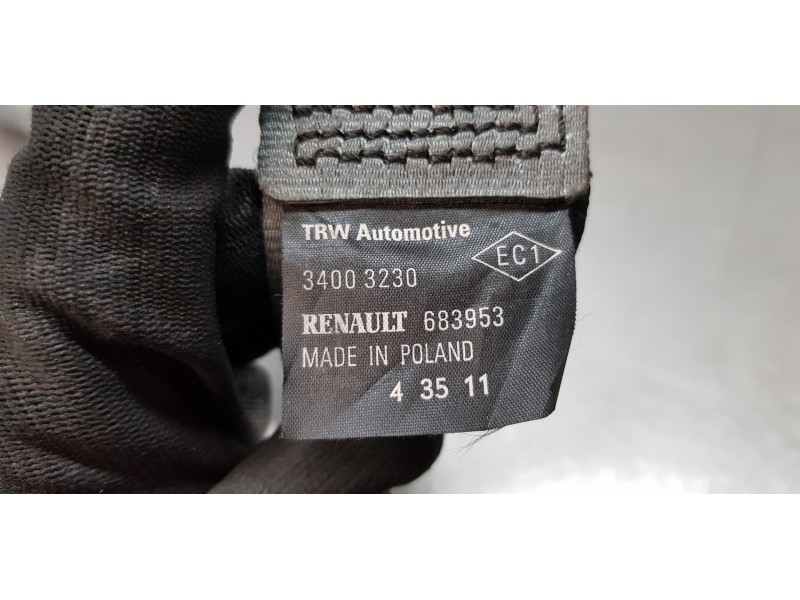 TRW Automotive
EC1
3400 3230
RENAULT 683953
MADE IN POLAND
4 35 11